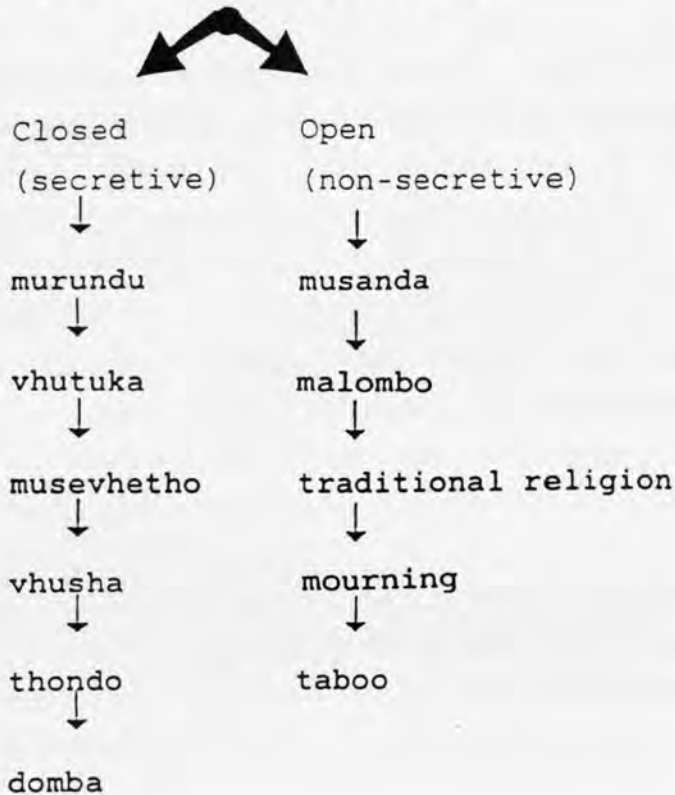 Closed Open
(secretive) (non-secretive)
murundu musanda
vhutuka malombo
musevhetho traditional religion
vhusha mourning
thondo taboo
domba